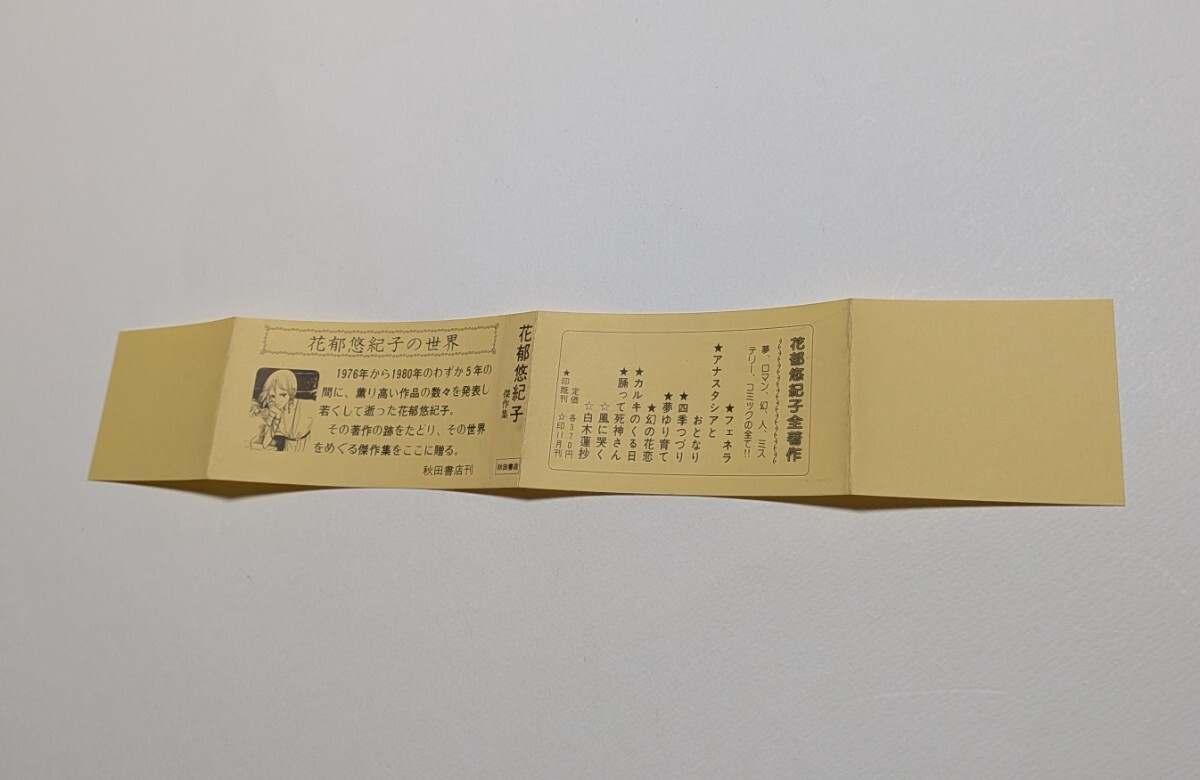 花郁悠紀子の世界
1976年から1980年のわずか5年の
間に、薫り高い作品の数々を発表し
若くして逝った花郁悠紀子。
その著作の跡をたどり、その世界
をめぐる傑作集をここに贈る。
秋田書店刊
花郁悠紀子
傑作集
秋田書店
花郁悠紀子全著作
夢、ロマン、幻、人、ミス
テリー、コミックの全て!!
★フェネラ
★アナスタシアと
おとなり
★四季つづり
★夢ゆり育て
★幻の花恋
★カルキのくる日
★踊って死神さん
☆風に哭く
☆白木蓮抄
定価 各370円
★印既刊 ☆印11月刊